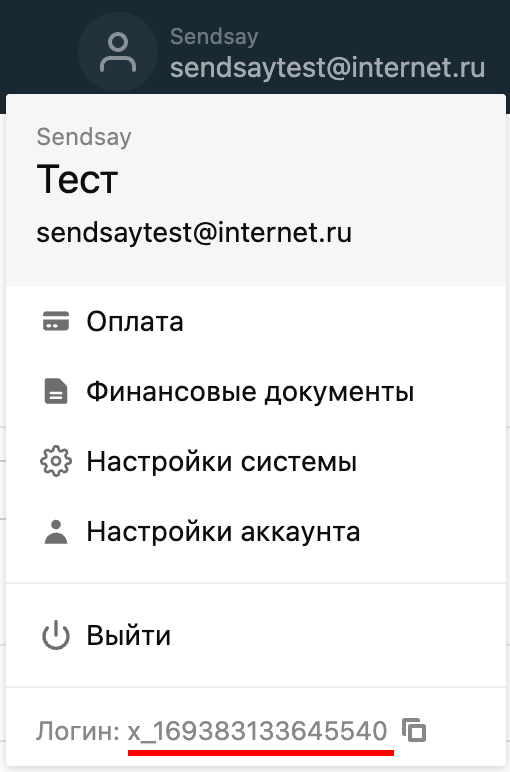 Sendsay
sendsaytest@internet.ru
Sendsay
Тест
sendsaytest@internet.ru
Оплата
Финансовые документы
Настройки системы
Настройки аккаунта
Выйти
Логин: x_169383133645540